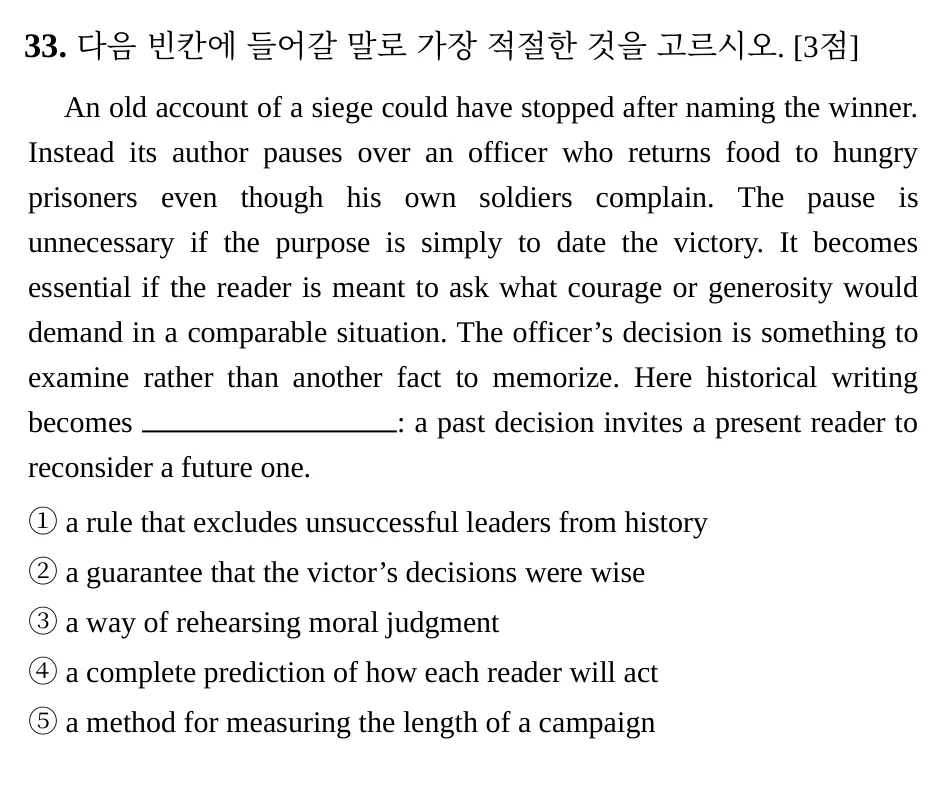 33. 다음 빈칸에 들어갈 말로 가장 적절한 것을 고르시오. [3점]
An old account of a siege could have stopped after naming the winner.
Instead its author pauses over an officer who returns food to hungry
prisoners even though his own soldiers complain. The pause is
unnecessary if the purpose is simply to date the victory. It becomes
essential if the reader is meant to ask what courage or generosity would
demand in a comparable situation. The officer’s decision is something to
examine rather than another fact to memorize. Here historical writing
becomes ________________: a past decision invites a present reader to
reconsider a future one.
① a rule that excludes unsuccessful leaders from history
② a guarantee that the victor’s decisions were wise
③ a way of rehearsing moral judgment
④ a complete prediction of how each reader will act
⑤ a method for measuring the length of a campaign